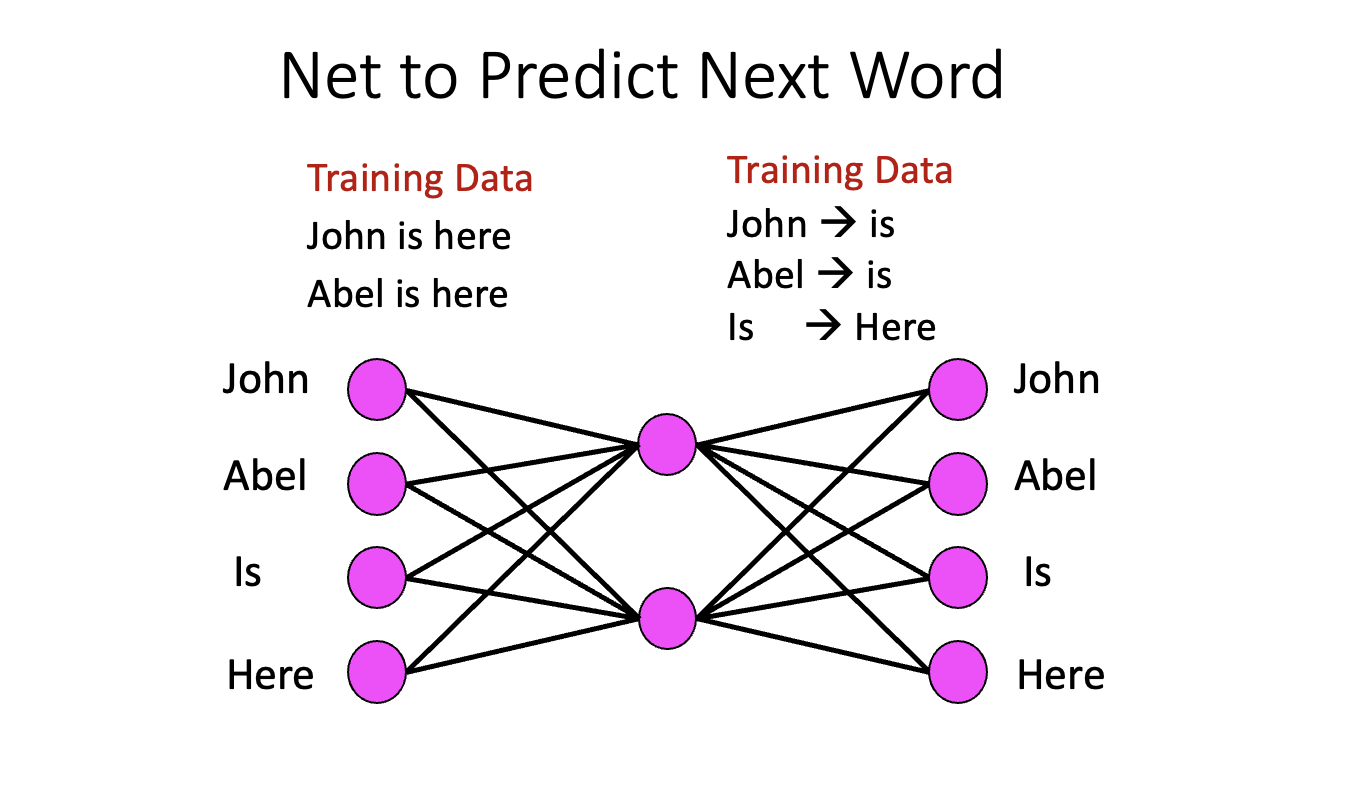 Net to Predict Next Word
Training Data
John is here
Abel is here
Training Data
John → is
Abel → is
Is → Here
John
Abel
Is
Here
John
Abel
Is
Here